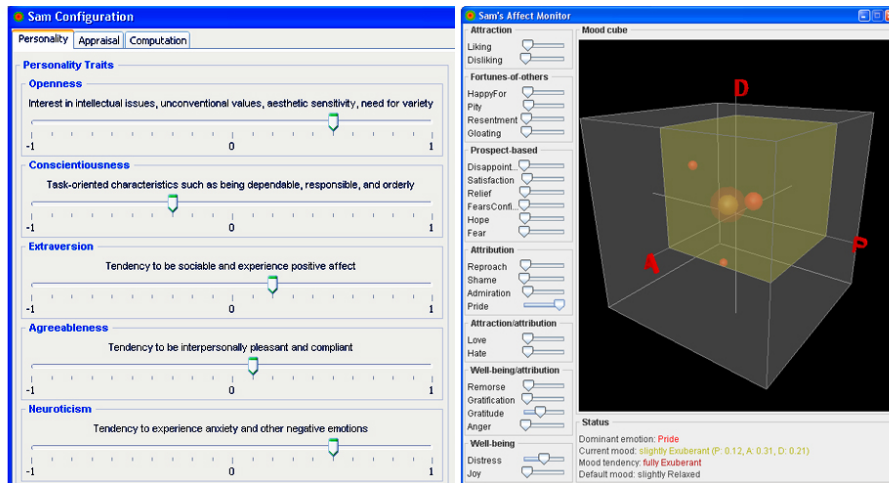 Sam Configuration
Personality Appraisal Computation
Personality Traits
Openness
Interest in intellectual issues, unconventional values, aesthetic sensitivity, need for variety
-1 0 1
Conscientiousness
Task-oriented characteristics such as being dependable, responsible, and orderly
-1 0 1
Extraversion
Tendency to be sociable and experience positive affect
-1 0 1
Agreeableness
Tendency to be interpersonally pleasant and compliant
-1 0 1
Neuroticism
Tendency to experience anxiety and other negative emotions
-1 0 1
Sam's Affect Monitor
Attraction
Liking
Disliking
Fortunes-of-others
HappyFor
Pity
Resentment
Gloating
Prospect-based
Disappoint...
Satisfaction
Relief
FearsConfi...
Hope
Fear
Attribution
Reproach
Shame
Admiration
Pride
Attraction/attribution
Love
Hate
Well-being/attribution
Remorse
Gratification
Gratitude
Anger
Well-being
Distress
Joy
Mood cube
D
A
P
Status
Dominant emotion: Pride
Current mood: slightly Exuberant (P: 0.12, A: 0.31, D: 0.21)
Mood tendency: fully Exuberant
Default mood: slightly Relaxed